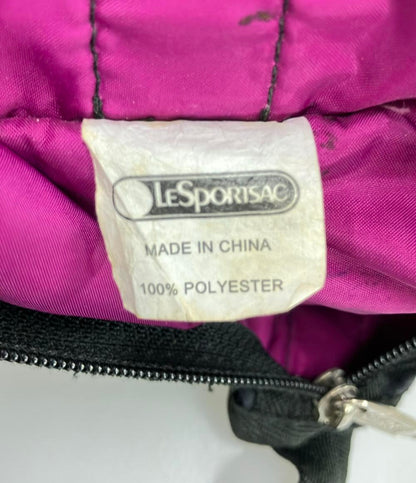 LESPORTSAC
MADE IN CHINA
100% POLYESTER